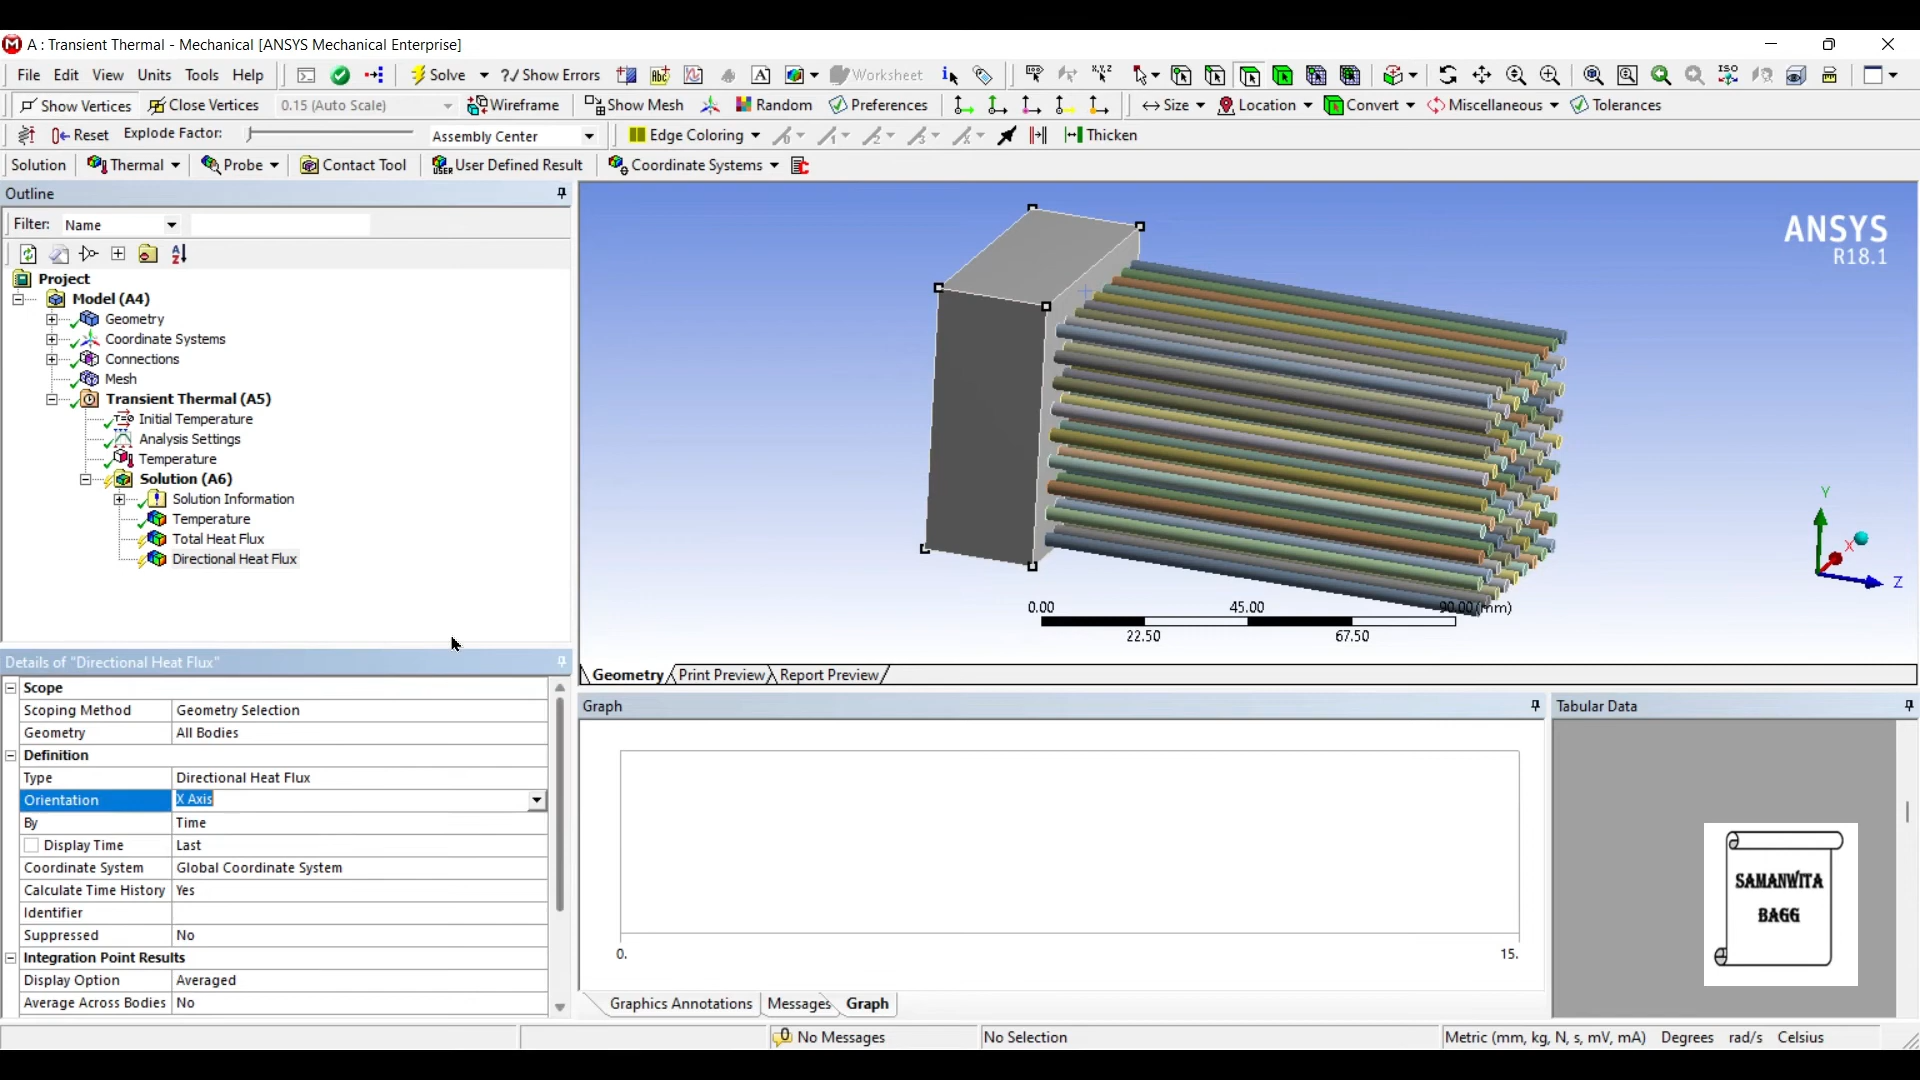 A : Transient Thermal - Mechanical [ANSYS Mechanical Enterprise]
File Edit View Units Tools Help Solve ?/ Show Errors Worksheet
Show Vertices Close Vertices 0.15 (Auto Scale) Wireframe Show Mesh Random Preferences Size Location Convert Miscellaneous Tolerances
Reset Explode Factor: Assembly Center Edge Coloring Thicken
Solution Thermal Probe Contact Tool User Defined Result Coordinate Systems
Outline
Filter: Name
Project
Model (A4)
Geometry
Coordinate Systems
Connections
Mesh
Transient Thermal (A5)
Initial Temperature
Analysis Settings
Temperature
Solution (A6)
Solution Information
Temperature
Total Heat Flux
Directional Heat Flux
Details of "Directional Heat Flux"
Scope
Scoping Method Geometry Selection
Geometry All Bodies
Definition
Type Directional Heat Flux
Orientation X Axis
By Time
Display Time Last
Coordinate System Global Coordinate System
Calculate Time History Yes
Identifier
Suppressed No
Integration Point Results
Display Option Averaged
Average Across Bodies No
ANSYS
R18.1
Y
X
Z
0.00 45.00 90.00 (mm)
22.50 67.50
Geometry Print Preview Report Preview
Graph
0. 15.
Graphics Annotations Messages Graph
Tabular Data
SAMANWITA
BAGG
No Messages No Selection Metric (mm, kg, N, s, mV, mA) Degrees rad/s Celsius